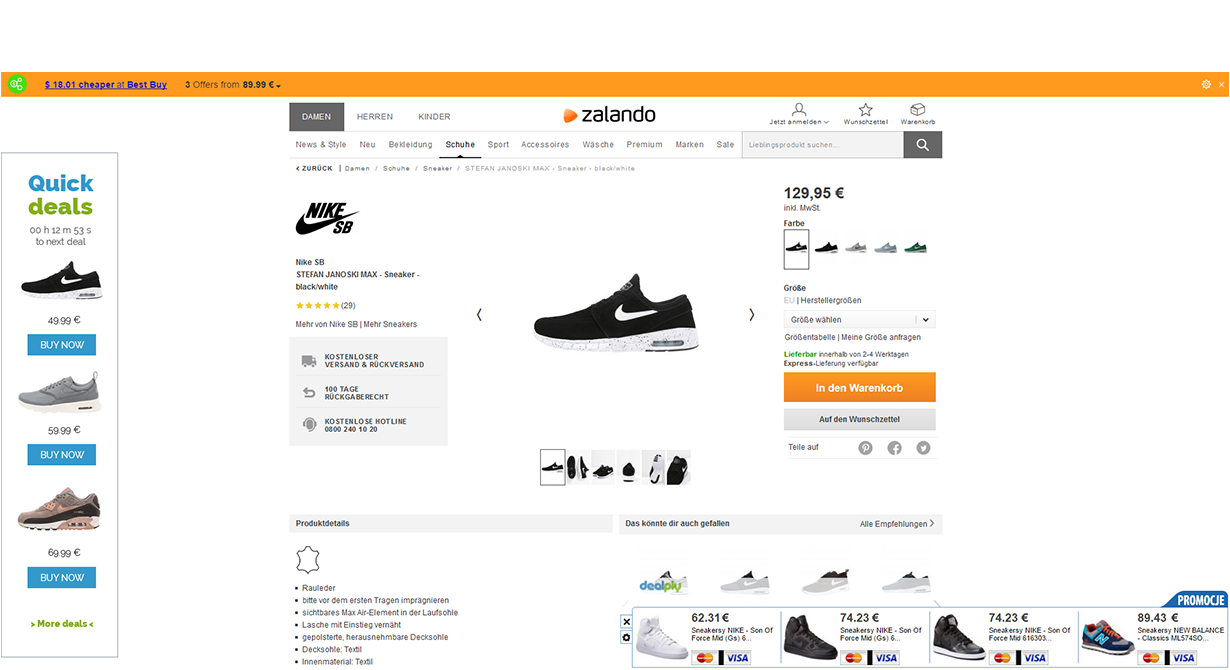 $ 18.01 cheaper at Best Buy 3 Offers from 89.99 €
DAMEN HERREN KINDER zalando Jetzt anmelden Wunschzettel Warenkorb
News & Style Neu Bekleidung Schuhe Sport Accessoires Wäsche Premium Marken Sale Lieblingsprodukt suchen...
ZURÜCK | Damen / Schuhe / Sneaker / STEFAN JANOSKI MAX - Sneaker - black/white
Quick
deals
00 h 12 m 53 s
to next deal
49.99 €
BUY NOW
59.99 €
BUY NOW
69.99 €
BUY NOW
> More deals <
NIKE
SB
Nike SB
STEFAN JANOSKI MAX - Sneaker -
black/white
(29)
Mehr von Nike SB | Mehr Sneakers
KOSTENLOSER
VERSAND & RÜCKVERSAND
100 TAGE
RÜCKGABERECHT
KOSTENLOSE HOTLINE
0800 240 10 20
129,95 €
inkl. MwSt.
Farbe
Größe
EU | Herstellergrößen
Größe wählen
Größentabelle | Meine Größe anfragen
Lieferbar innerhalb von 2-4 Werktagen
Express-Lieferung verfügbar
In den Warenkorb
Auf den Wunschzettel
Teile auf
Produktdetails
Rauleder
bitte vor dem ersten Tragen imprägnieren
sichtbares Max Air-Element in der Laufsohle
Lasche mit Einstieg vernäht
gepolsterte, herausnehmbare Decksohle
Decksohle: Textil
Innenmaterial: Textil
Das könnte dir auch gefallen Alle Empfehlungen
dealply
PROMOCJE
62.31 €
Sneakersy NIKE - Son Of
Force Mid (Gs) 6...
MasterCard VISA
74.23 €
Sneakersy NIKE - Son Of
Force Mid (Gs) 6...
MasterCard VISA
74.23 €
Sneakersy NIKE - Son Of
Force Mid 616303...
MasterCard VISA
89.43 €
Sneakersy NEW BALANCE
- Classics ML574SO...
MasterCard VISA